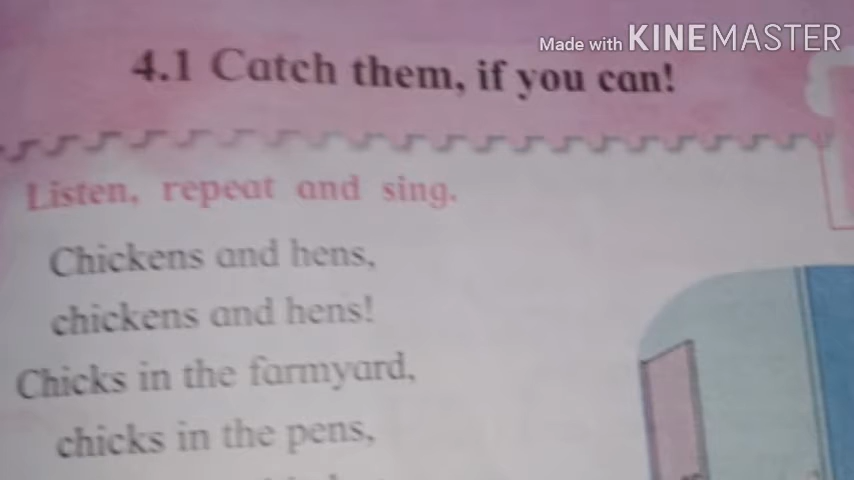 Made with KINEMASTER
4.1 Catch them, if you can!
Listen, repeat and sing.
Chickens and hens,
chickens and hens!
Chicks in the farmyard,
chicks in the pens,